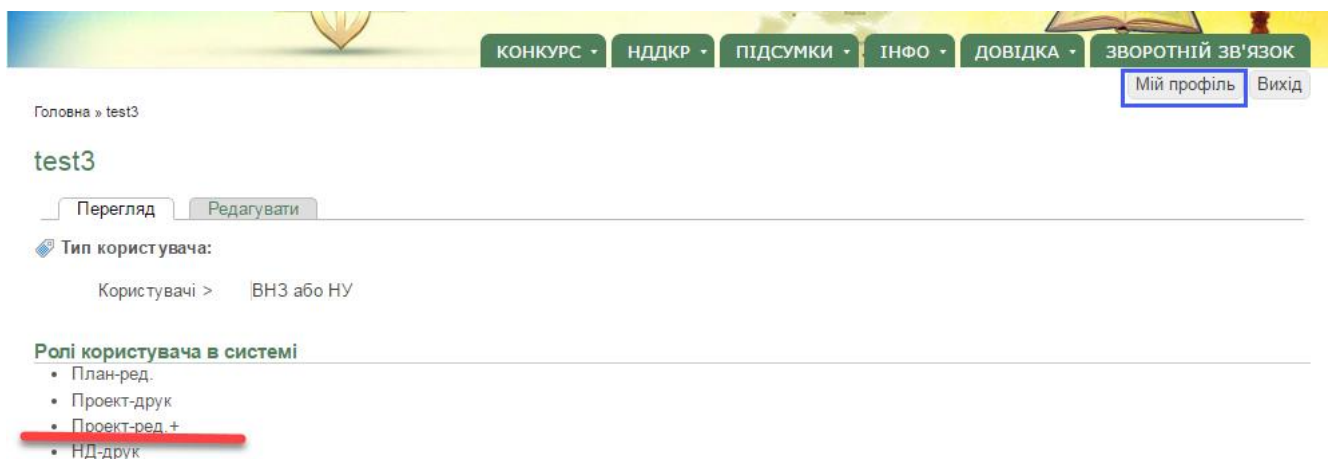 КОНКУРС НДДКР ПІДСУМКИ ІНФО ДОВІДКА ЗВОРОТНІЙ ЗВ'ЯЗОК
Мій профіль Вихід
Головна » test3
test3
Перегляд Редагувати
Тип користувача:
Користувачі > ВНЗ або НУ
Ролі користувача в системі
• План-ред.
• Проект-друк
• Проект-ред.+
• НД-друк